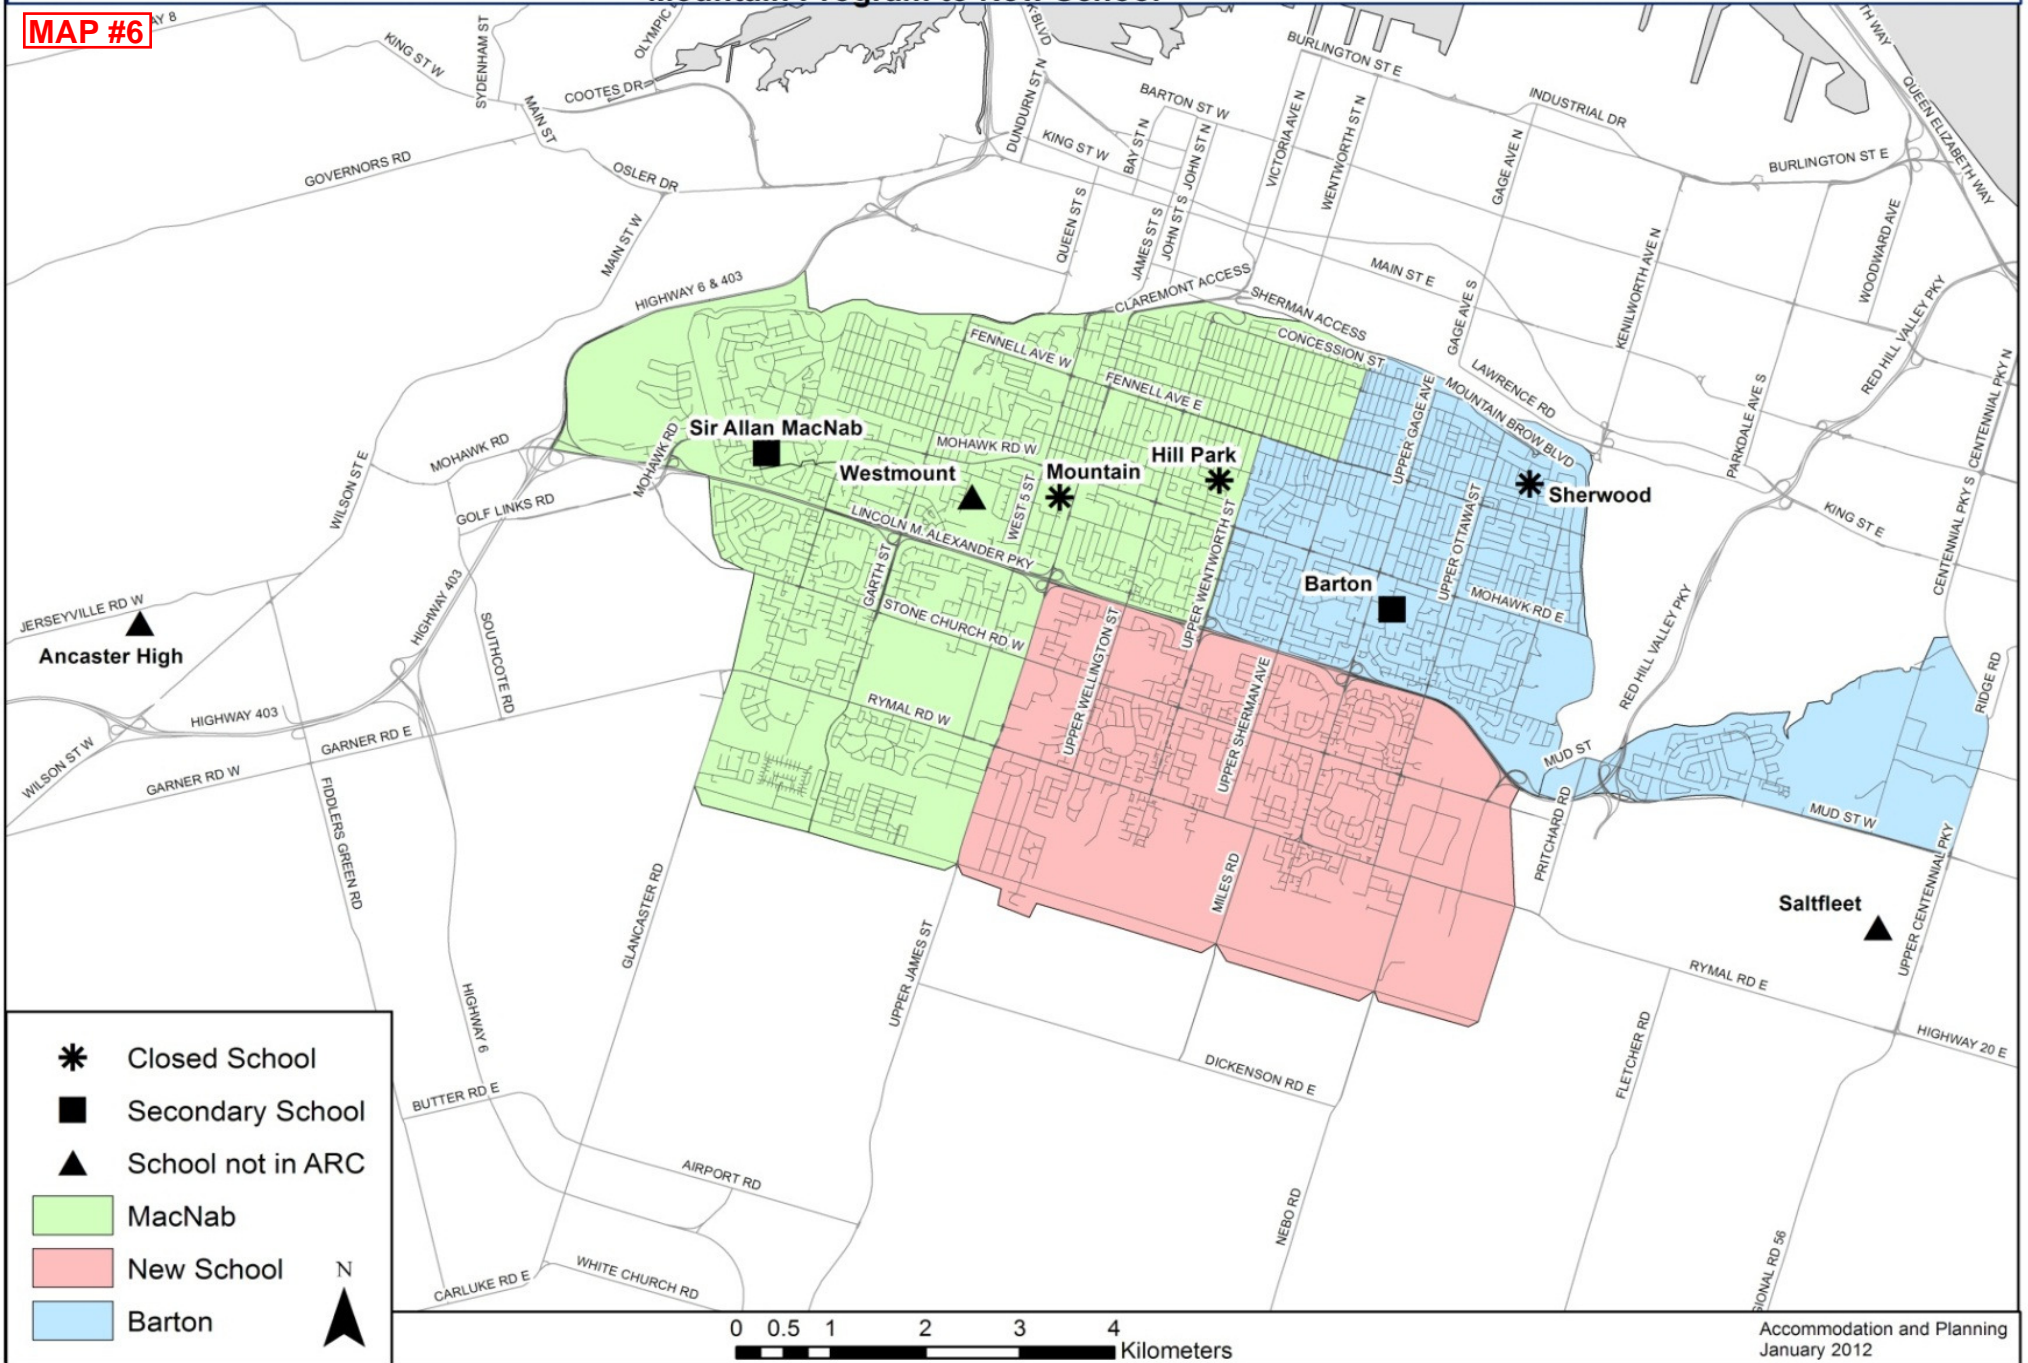 Mountain Program to New School
MAP #6
KING ST W
SYDENHAM ST
MAIN ST
COOTES DR
GOVERNORS RD
OSLER DR
MAIN ST W
HIGHWAY 6 & 403
DUNDURN ST N
KING ST W
BARTON ST W
BAY ST N
JOHN ST N
QUEEN ST S
JAMES ST S
JOHN ST S
VICTORIA AVE N
WENTWORTH ST N
BURLINGTON ST E
INDUSTRIAL DR
GAGE AVE N
BURLINGTON ST E
QUEEN ELIZABETH WAY
WOODWARD AVE
KENILWORTH AVE N
MAIN ST E
GAGE AVE S
CLAREMONT ACCESS
SHERMAN ACCESS
CONCESSION ST
LAWRENCE RD
MOUNTAIN BROW BLVD
PARKDALE AVE S
RED HILL VALLEY PKY
CENTENNIAL PKY N
CENTENNIAL PKY S
KING ST E
FENNELL AVE W
FENNELL AVE E
UPPER GAGE AVE
MOHAWK RD
WILSON ST E
GOLF LINKS RD
MOHAWK RD
Sir Allan MacNab
MOHAWK RD W
Westmount
Mountain
Hill Park
Sherwood
WEST 5 ST
LINCOLN M. ALEXANDER PKY
UPPER WENTWORTH ST
UPPER OTTAWA ST
Barton
MOHAWK RD E
GARTH ST
STONE CHURCH RD W
JERSEYVILLE RD W
Ancaster High
HIGHWAY 403
SOUTHCOTE RD
RYMAL RD W
UPPER WELLINGTON ST
UPPER SHERMAN AVE
RED HILL VALLEY PKY
RIDGE RD
MUD ST
MUD ST W
HIGHWAY 403
GARNER RD E
WILSON ST W
GARNER RD W
FIDDLERS GREEN RD
GLANCASTER RD
UPPER JAMES ST
MILES RD
PRITCHARD RD
Saltfleet
UPPER CENTENNIAL PKY
RYMAL RD E
HIGHWAY 20 E
HIGHWAY 6
DICKENSON RD E
FLETCHER RD
BUTTER RD E
AIRPORT RD
NEBO RD
CARLUKE RD E
WHITE CHURCH RD
Closed School
Secondary School
School not in ARC
MacNab
New School
Barton
N
0 0.5 1 2 3 4
Kilometers
Accommodation and Planning
January 2012